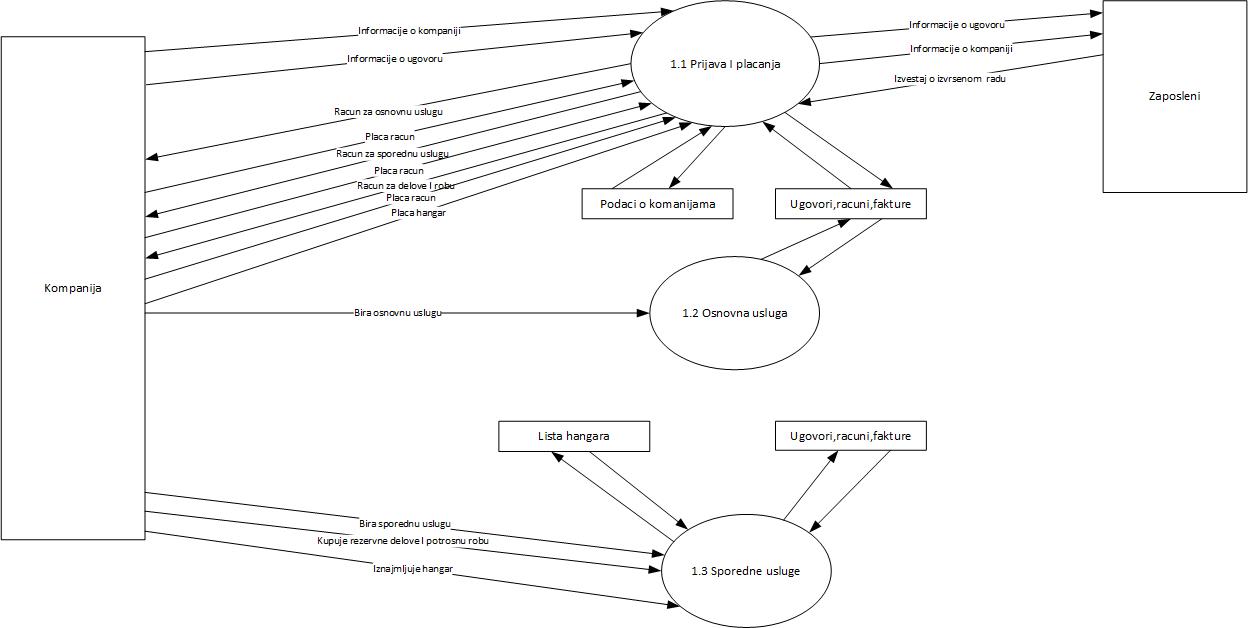 Informacije o kompaniji
Informacije o ugovoru
1.1 Prijava I placanja
Informacije o ugovoru
Informacije o kompaniji
Izvestaj o izvrsenom radu
Zaposleni
Racun za osnovnu uslugu
Placa racun
Racun za sporednu uslugu
Placa racun
Racun za delove I robu
Placa racun
Placa hangar
Podaci o komanijama
Ugovori,racuni,fakture
Kompanija
Bira osnovnu uslugu
1.2 Osnovna usluga
Lista hangara
Ugovori,racuni,fakture
Bira sporednu uslugu
Kupuje rezervne delove I potrosnu robu
Iznajmljuje hangar
1.3 Sporedne usluge